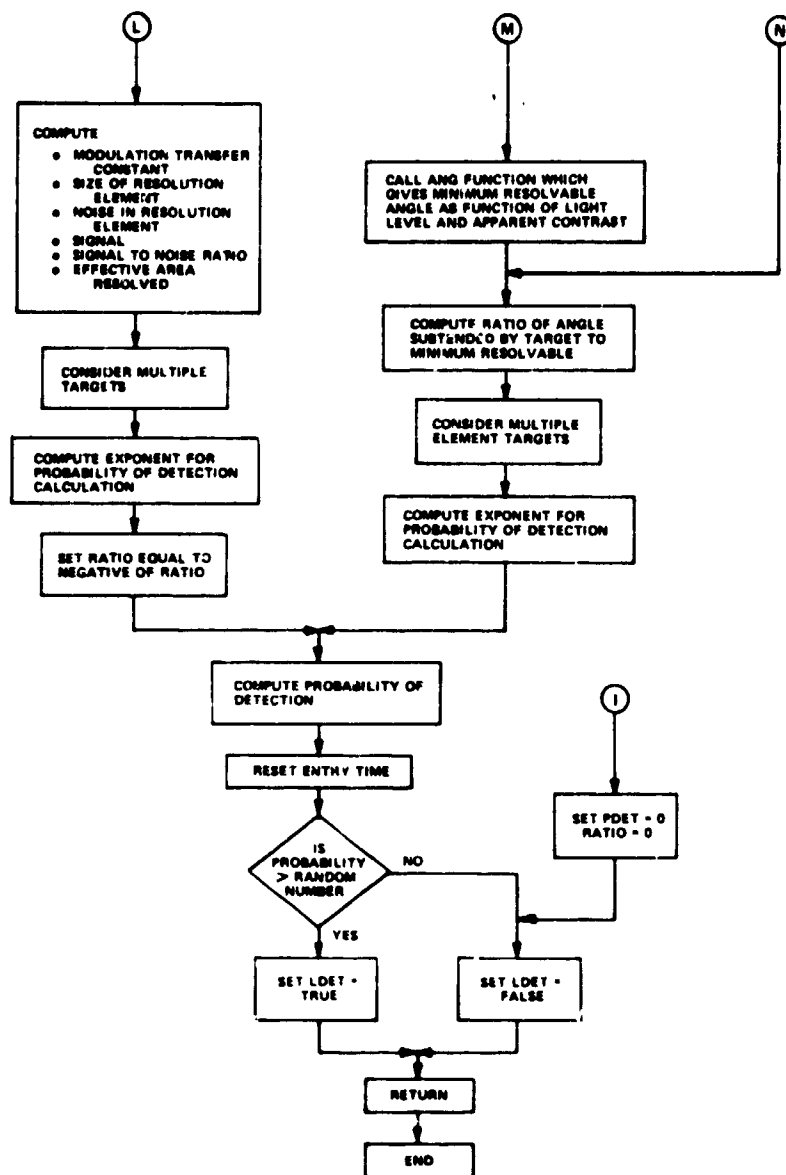 L
M
N
COMPUTE
• MODULATION TRANSFER
CONSTANT
• SIZE OF RESOLUTION
ELEMENT
• NOISE IN RESOLUTION
ELEMENT
• SIGNAL
• SIGNAL TO NOISE RATIO
• EFFECTIVE AREA
RESOLVED
CONSIDER MULTIPLE
TARGETS
COMPUTE EXPONENT FOR
PROBABILITY OF DETECTION
CALCULATION
SET RATIO EQUAL TO
NEGATIVE OF RATIO
CALL ANG FUNCTION WHICH
GIVES MINIMUM RESOLVABLE
ANGLE AS FUNCTION OF LIGHT
LEVEL AND APPARENT CONTRAST
COMPUTE RATIO OF ANGLE
SUBTENDED BY TARGET TO
MINIMUM RESOLVABLE
CONSIDER MULTIPLE
ELEMENT TARGETS
COMPUTE EXPONENT FOR
PROBABILITY OF DETECTION
CALCULATION
COMPUTE PROBABILITY OF
DETECTION
RESET ENTRY TIME
IS
PROBABILITY
> RANDOM
NUMBER
NO
YES
I
SET PDET = 0
RATIO = 0
SET LDET =
TRUE
SET LDET =
FALSE
RETURN
END